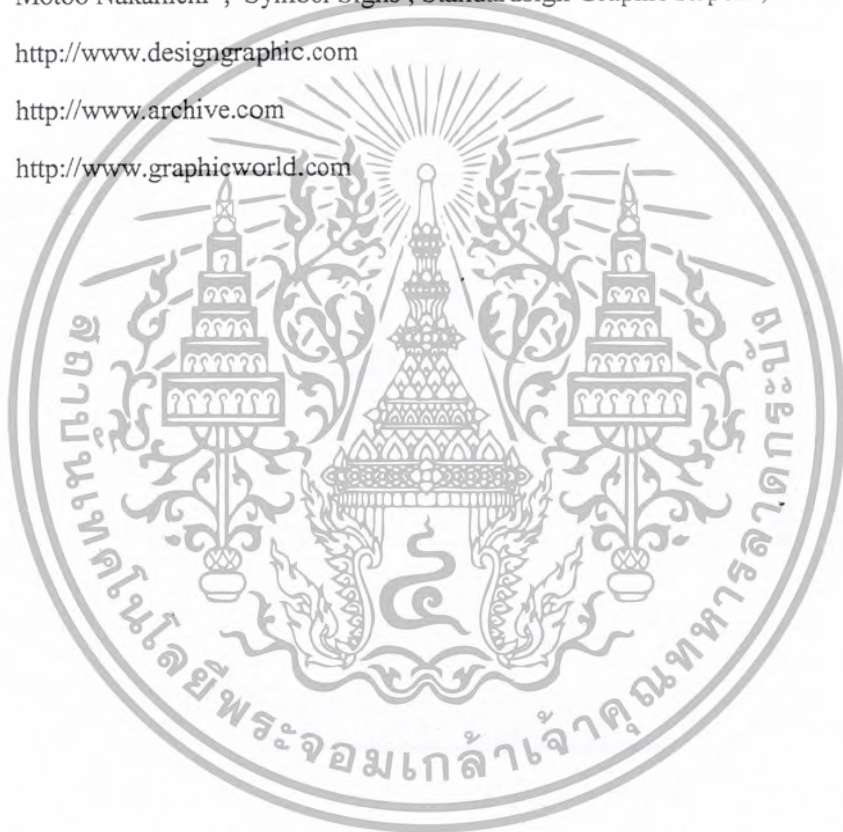 http://www.designgraphic.com
http://www.archive.com
http://www.graphicworld.com
สถาบันเทคโนโลยีพระจอมเกล้าเจ้าคุณทหารลาดกระบัง
๔